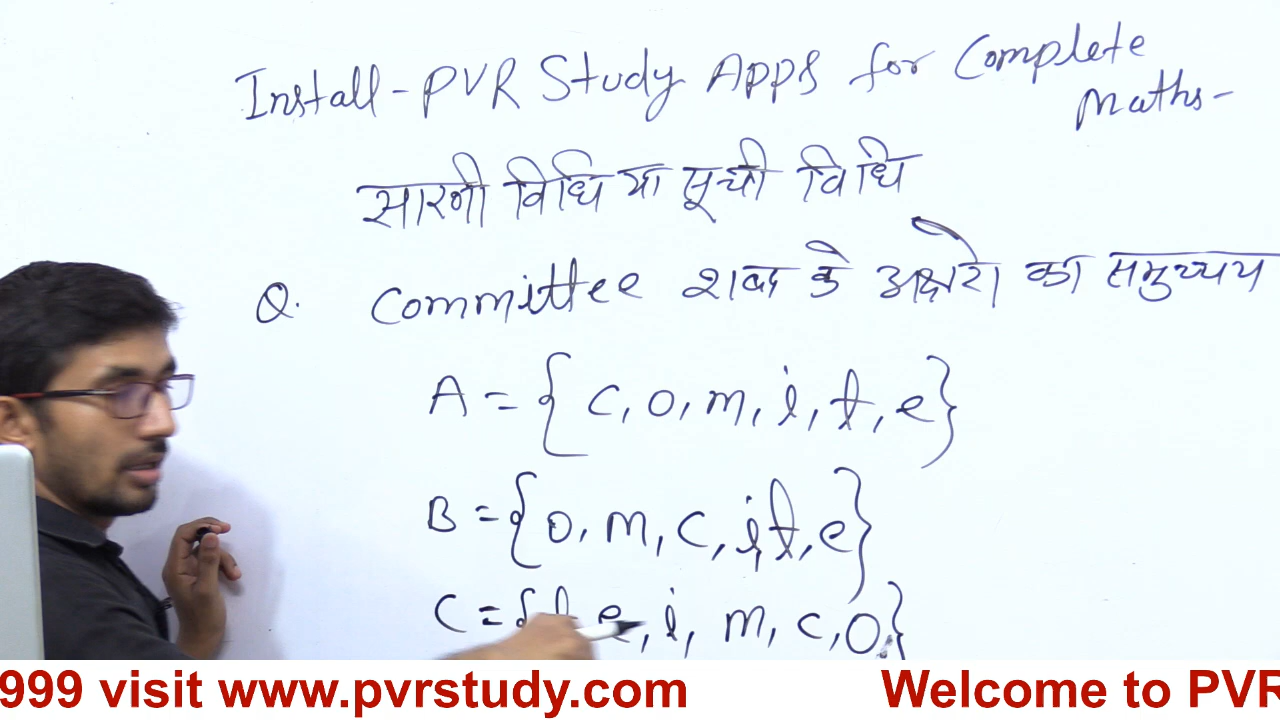 Install - PVR Study Apps for Complete
Maths -
सारणी विधि या सूची विधि
Q. Committee शब्द के अक्षरो का समुच्यय
A = { c, o, m, i, t, e }
B = { o, m, c, i, t, e }
C = { t, e, i, m, c, o }
999 visit www.pvrstudy.com Welcome to PVR